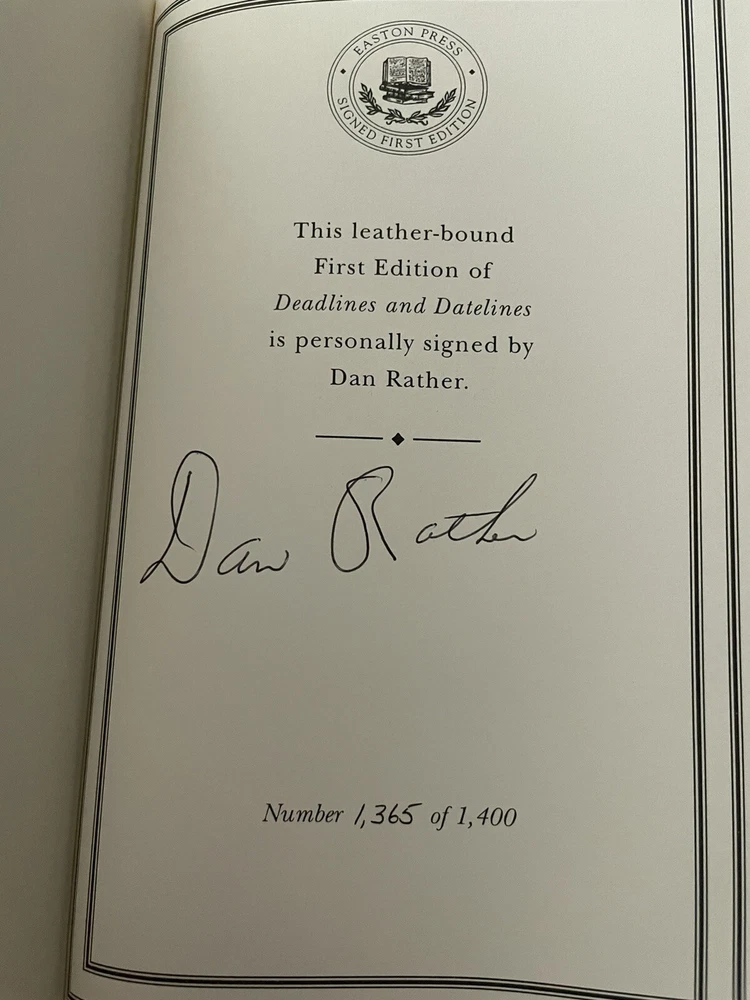 EASTON PRESS
SIGNED FIRST EDITION
This leather-bound
First Edition of
Deadlines and Datelines
is personally signed by
Dan Rather.
Dan Rather
Number 1,365 of 1,400